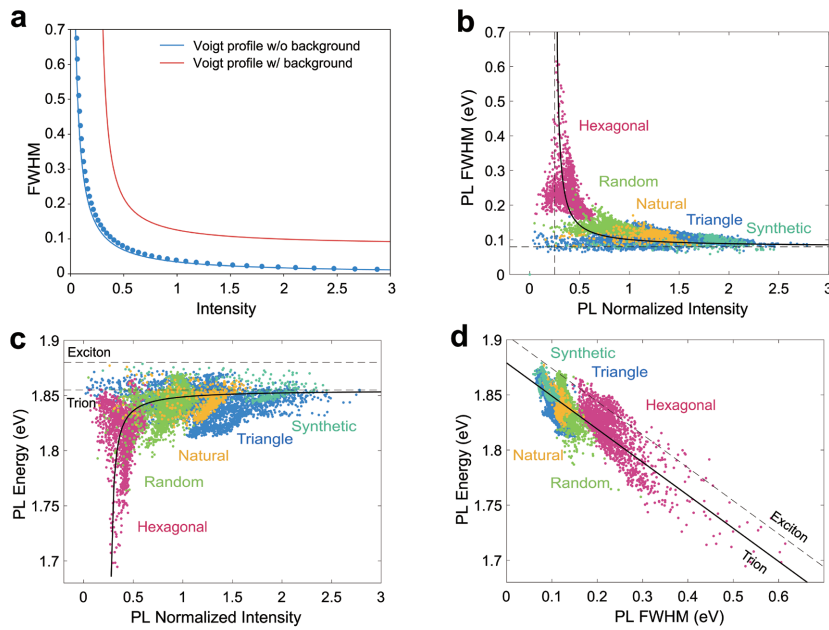 a
0.7
0.6
0.5
0.4
0.3
0.2
0.1
0
FWHM
Voigt profile w/o background
Voigt profile w/ background
0
0.5
1
1.5
2
2.5
3
Intensity
b
0.7
0.6
0.5
0.4
0.3
0.2
0.1
0
PL FWHM (eV)
Hexagonal
Random
Natural
Triangle
Synthetic
0
0.5
1
1.5
2
2.5
3
PL Normalized Intensity
c
1.9
1.85
1.8
1.75
1.7
PL Energy (eV)
Exciton
Trion
Synthetic
Triangle
Natural
Random
Hexagonal
0
0.5
1
1.5
2
2.5
3
PL Normalized Intensity
d
1.9
1.85
1.8
1.75
1.7
PL Energy (eV)
Synthetic
Triangle
Hexagonal
Natural
Random
Exciton
Trion
0
0.1
0.2
0.3
0.4
0.5
0.6
PL FWHM (eV)